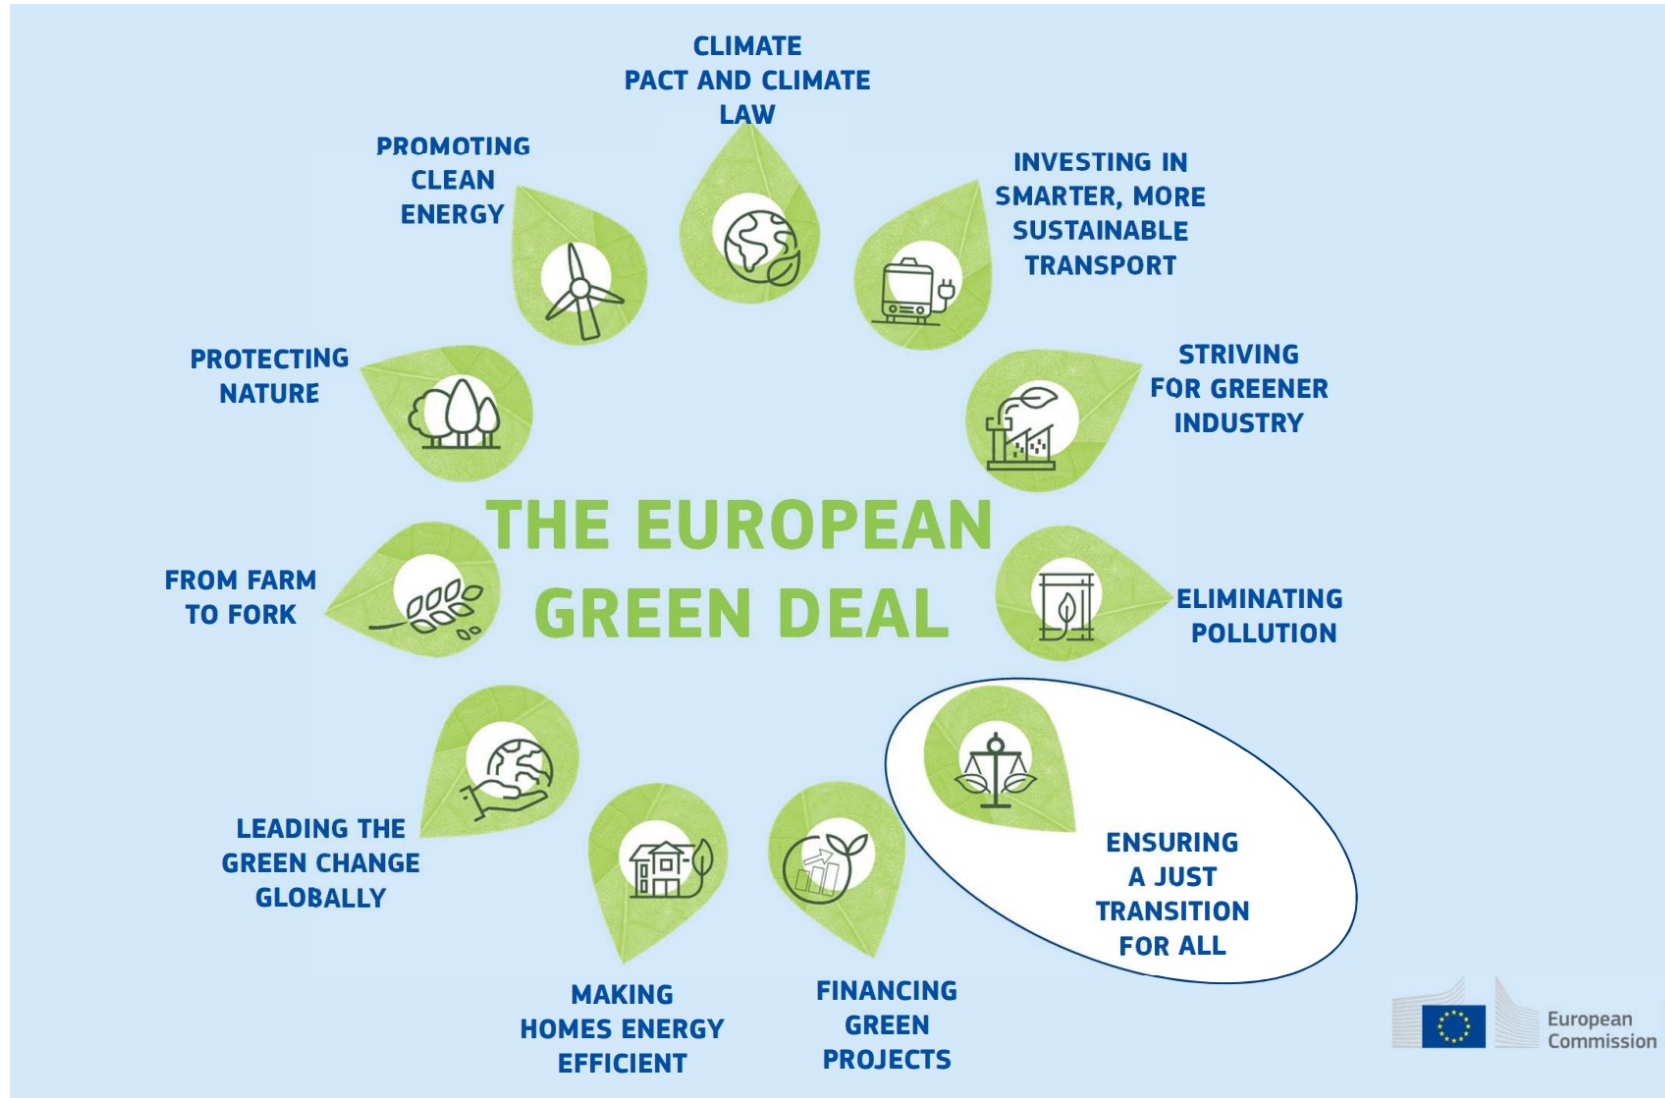 CLIMATE
PACT AND CLIMATE
LAW
PROMOTING
CLEAN
ENERGY
INVESTING IN
SMARTER, MORE
SUSTAINABLE
TRANSPORT
PROTECTING
NATURE
STRIVING
FOR GREENER
INDUSTRY
THE EUROPEAN
GREEN DEAL
FROM FARM
TO FORK
ELIMINATING
POLLUTION
LEADING THE
GREEN CHANGE
GLOBALLY
ENSURING
A JUST
TRANSITION
FOR ALL
MAKING
HOMES ENERGY
EFFICIENT
FINANCING
GREEN
PROJECTS
European
Commission